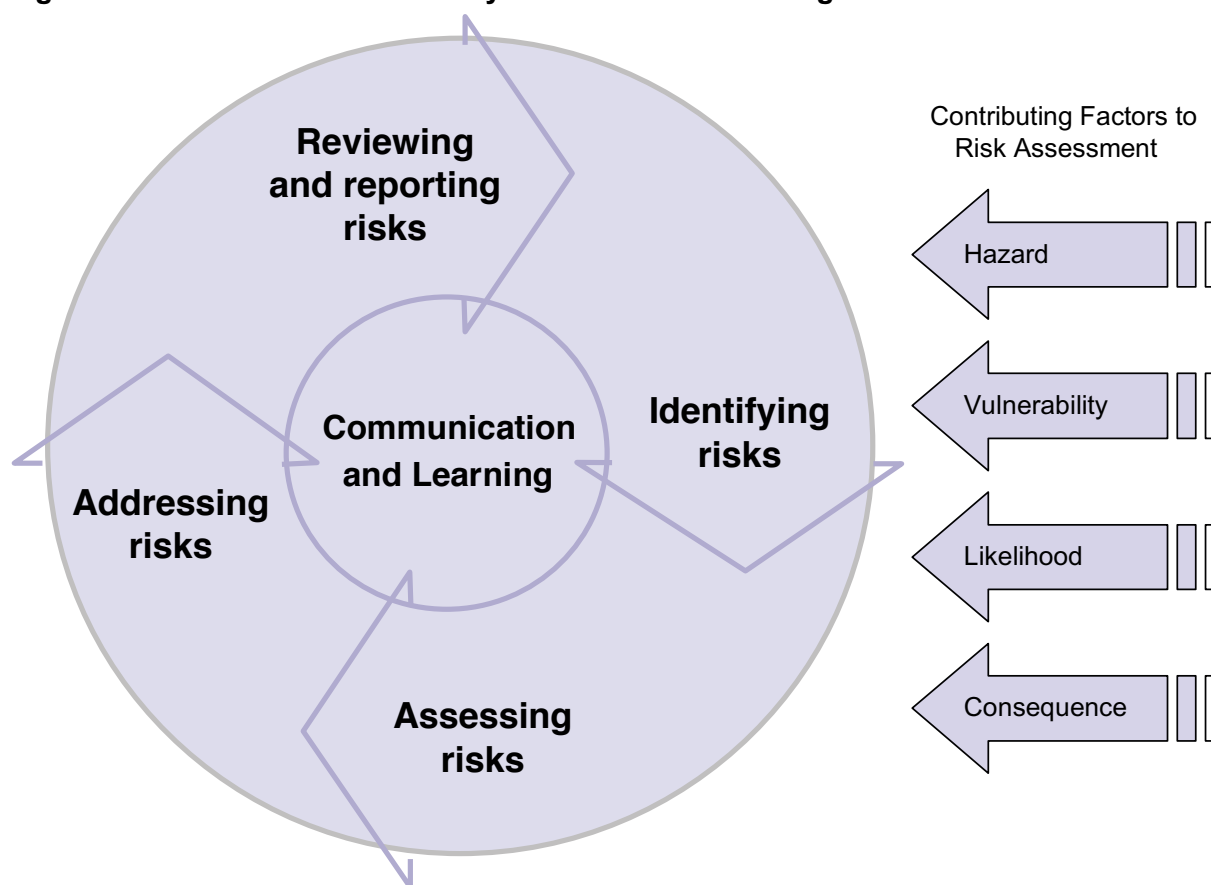 Reviewing
and reporting
risks
Contributing Factors to
Risk Assessment
Hazard
Identifying
risks
Vulnerability
Communication
and Learning
Addressing
risks
Likelihood
Assessing
risks
Consequence